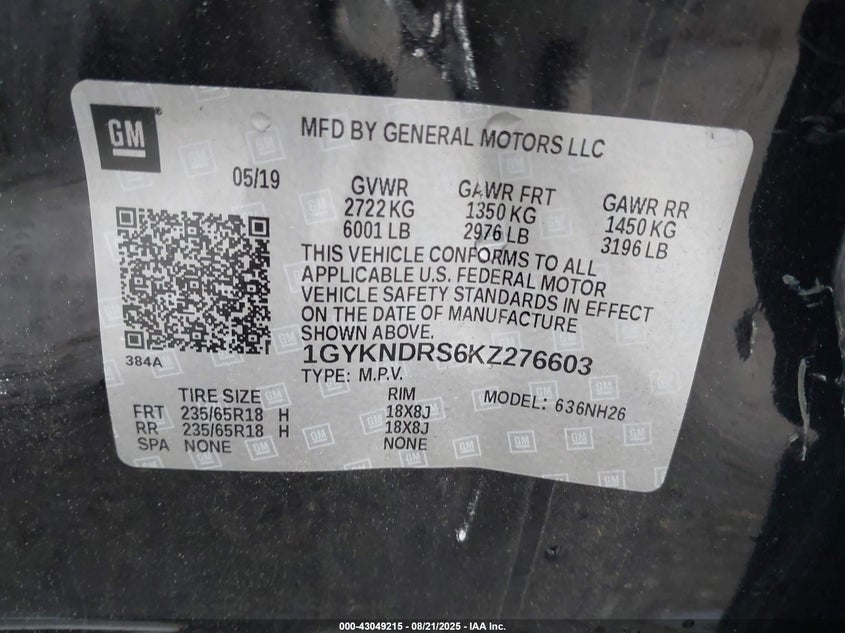 GM
MFD BY GENERAL MOTORS LLC
05/19
GVWR GAWR FRT GAWR RR
2722 KG 1350 KG 1450 KG
6001 LB 2976 LB 3196 LB
THIS VEHICLE CONFORMS TO ALL
APPLICABLE U.S. FEDERAL MOTOR
VEHICLE SAFETY STANDARDS IN EFFECT
ON THE DATE OF MANUFACTURE
SHOWN ABOVE.
384A
1GYKNDRS6KZ276603
TYPE: M.P.V. MODEL: 636NH26
TIRE SIZE RIM
FRT 235/65R18 H 18X8J
RR 235/65R18 H 18X8J
SPA NONE NONE
000-43049215 - 08/21/2025 - IAA Inc.